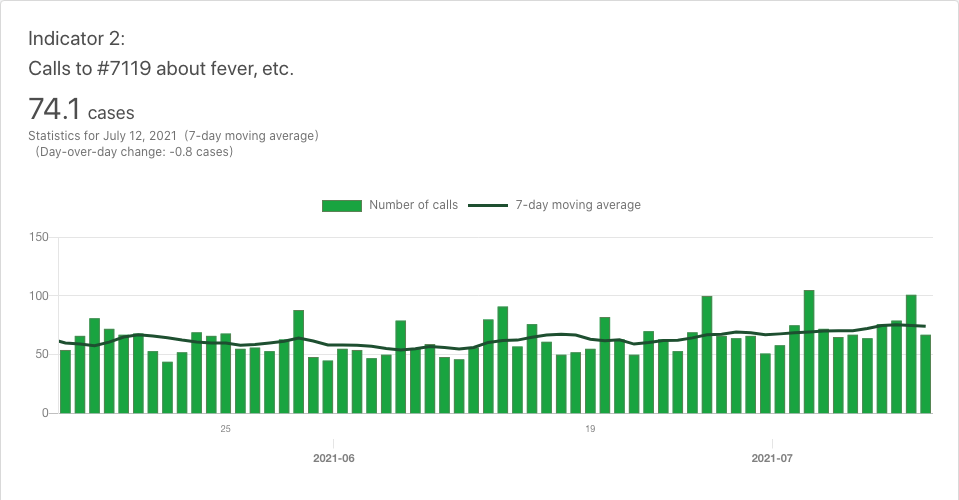 Indicator 2:
Calls to #7119 about fever, etc.
74.1 cases
Statistics for July 12, 2021 (7-day moving average)
(Day-over-day change: -0.8 cases)
Number of calls 7-day moving average
150
100
50
0
25 19
2021-06 2021-07